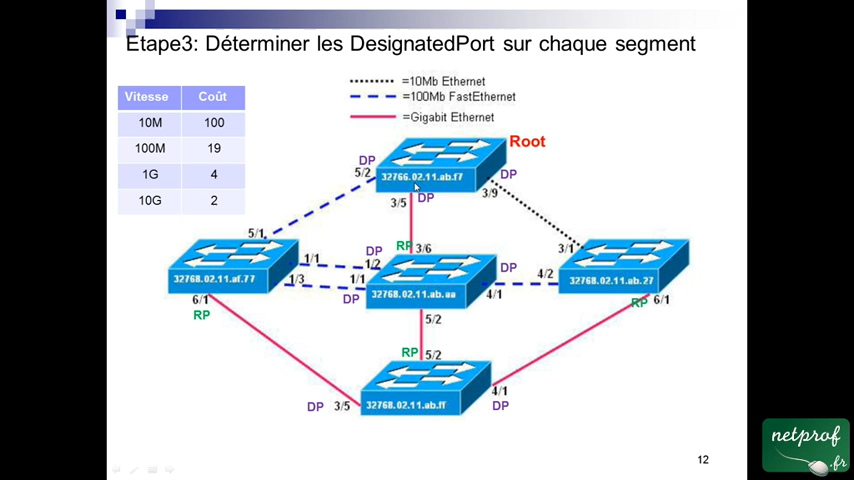 Etape3: Déterminer les DesignatedPort sur chaque segment
Vitesse Coût
10M 100
100M 19
1G 4
10G 2
=10Mb Ethernet
=100Mb FastEthernet
=Gigabit Ethernet
Root
DP
5/2
32766.02.11.ab.f7
DP
3/9
3/5
DP
5/1
RP
3/6
3/1
1/1
DP
1/2
DP
4/2
32768.02.11.af.77
1/3
1/1
32768.02.11.ab.aa
4/1
32768.02.11.ab.27
6/1
RP
DP
RP
6/1
5/2
RP
5/2
DP
3/5
32768.02.11.ab.ff
4/1
DP
12
netprof
.fr